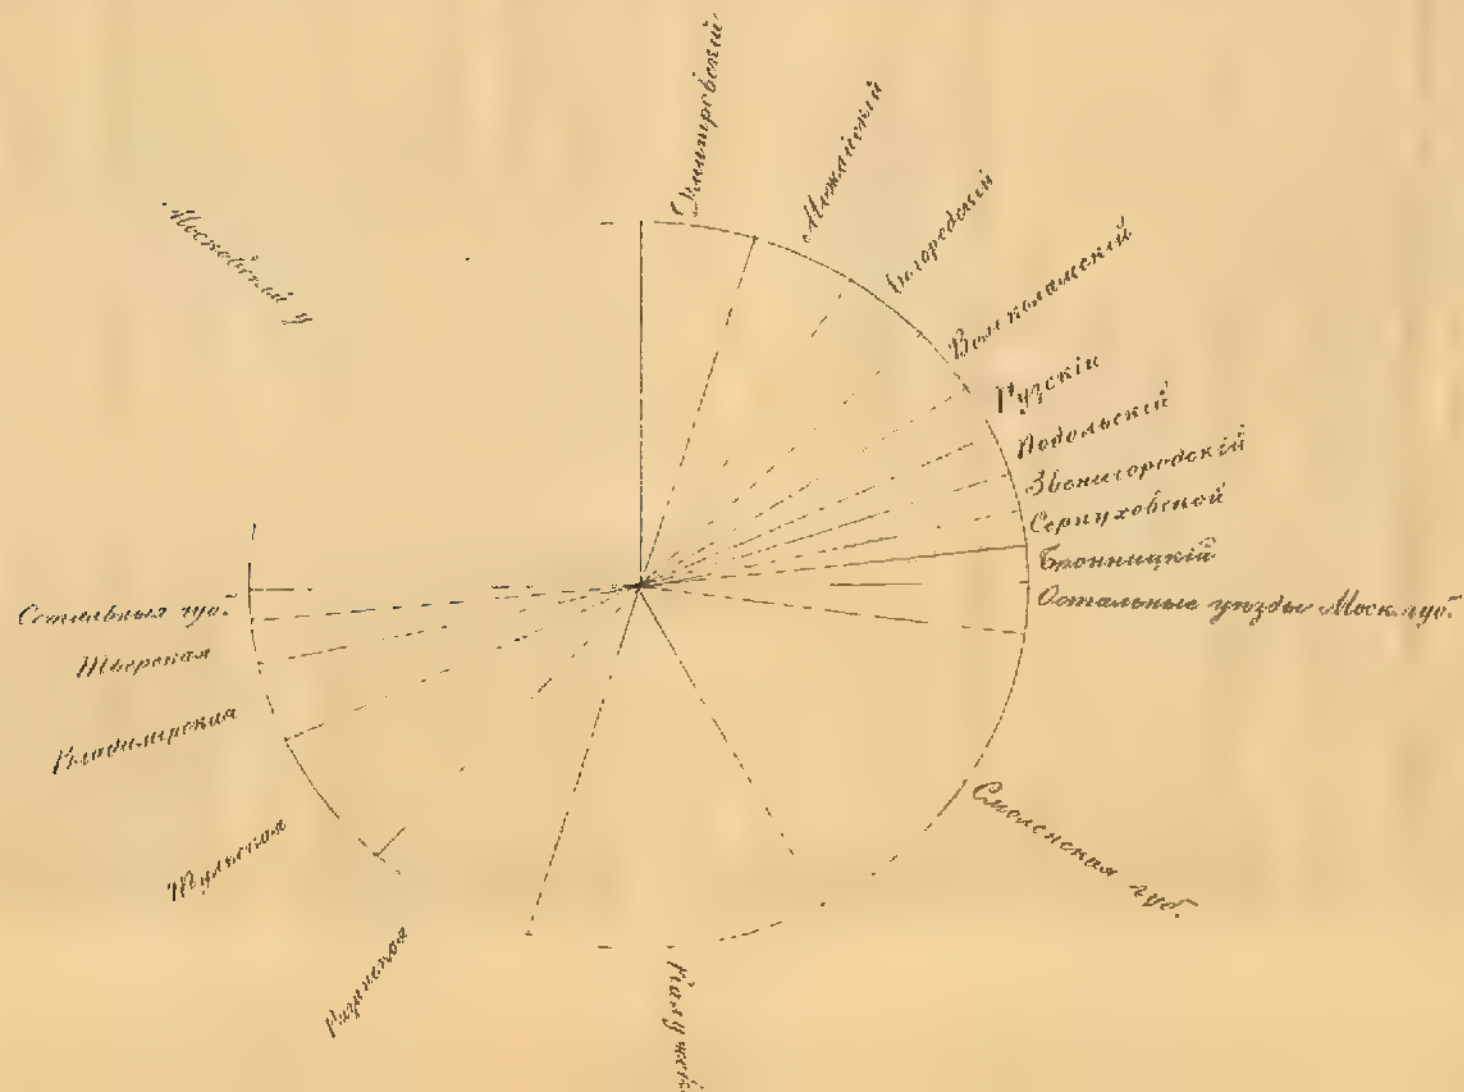 Дмитровскій
Можайскій
Богородскій
Волоколамскій
Рузскій
Подольскій
Звенигородскій
Серпуховской
Бронницкій
Остальные уѣзды Моск. губ.
Смоленская губ.
Рязанская
Тульская
Владимірская
Тверская
Остальныя губ.
Московскій у